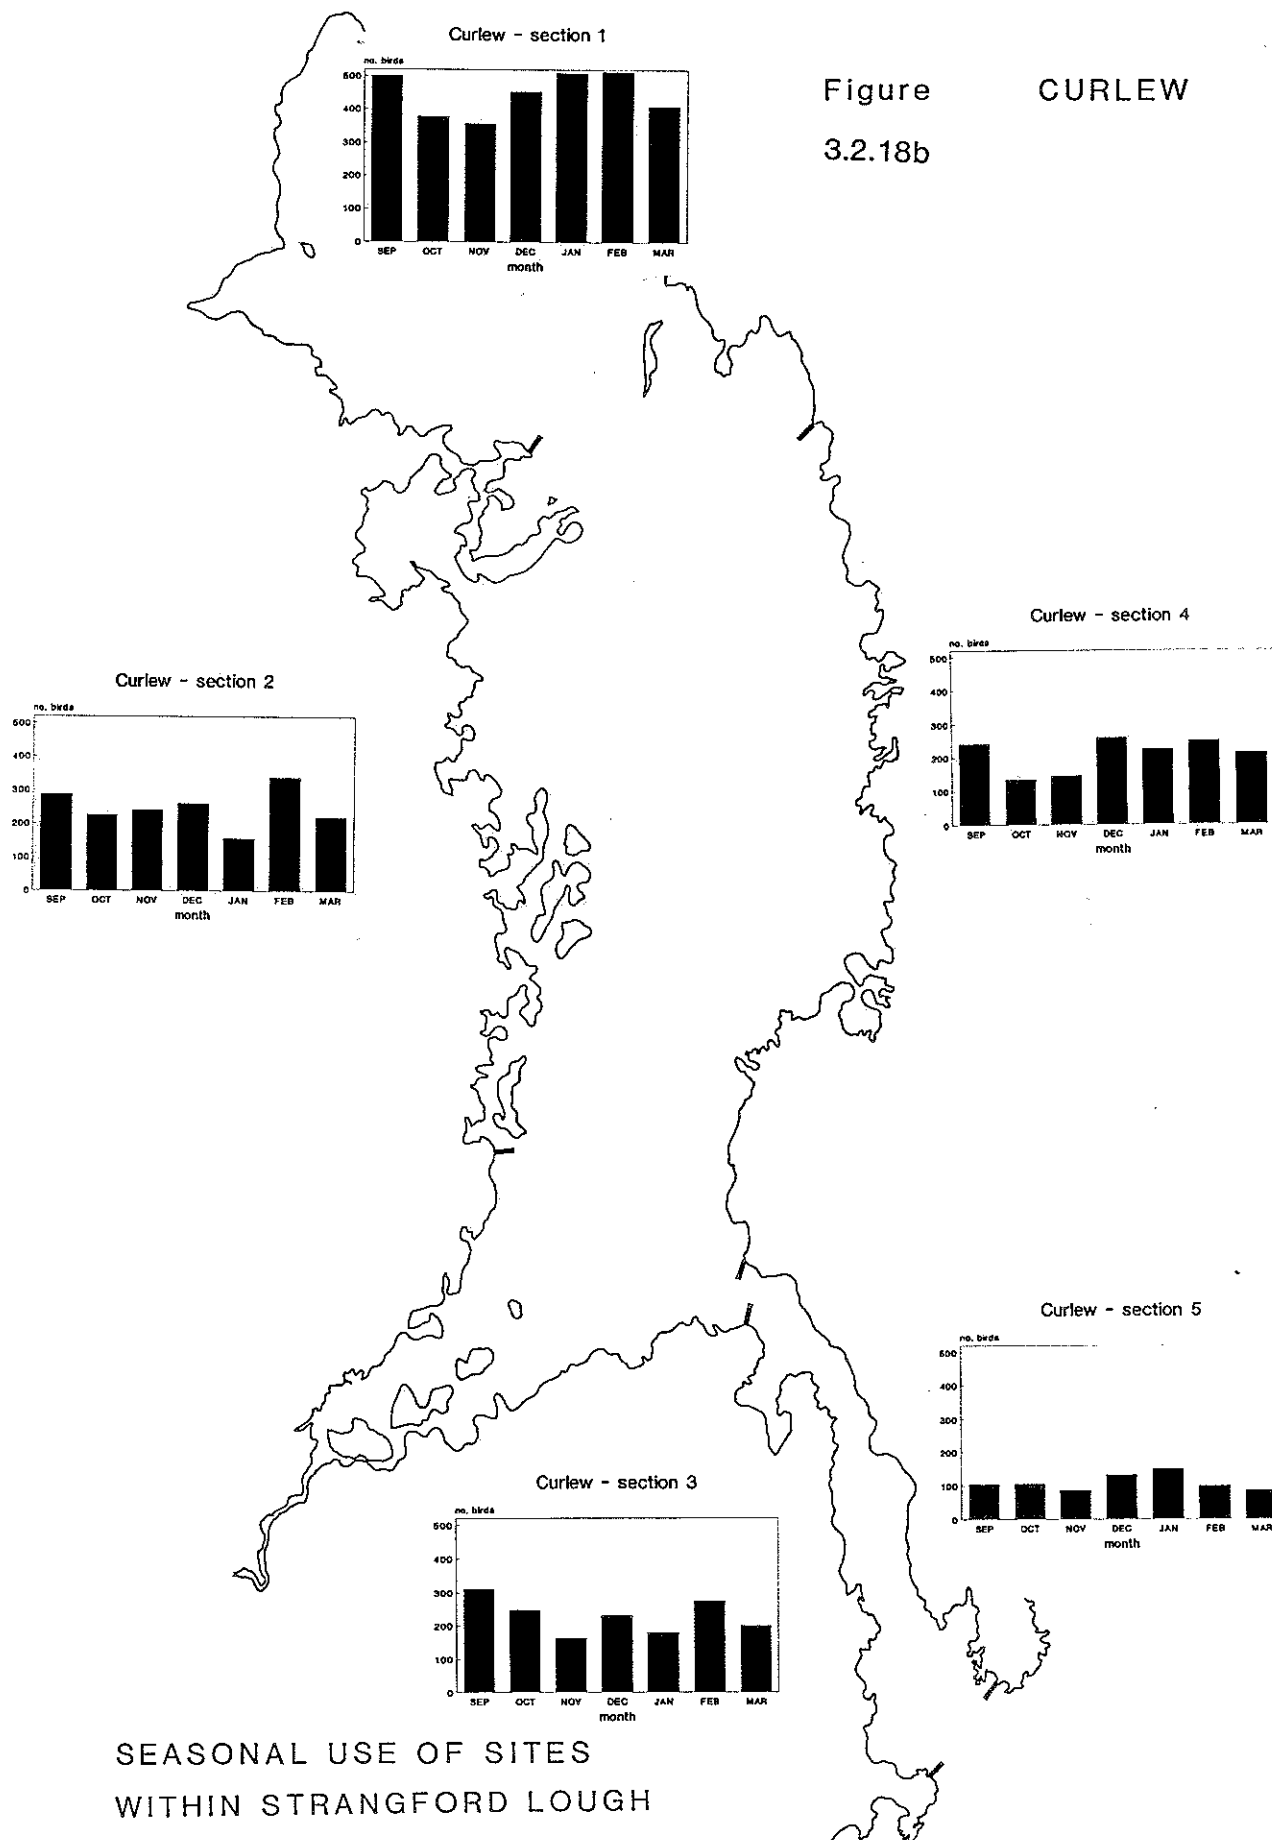 Curlew - section 1
no. birds
500
400
300
200
100
0
SEP OCT NOV DEC JAN FEB MAR
month
Figure CURLEW
3.2.18b
Curlew - section 4
no. birds
500
400
300
200
100
0
SEP OCT NOV DEC JAN FEB MAR
month
Curlew - section 2
no. birds
500
400
300
200
100
0
SEP OCT NOV DEC JAN FEB MAR
month
Curlew - section 5
no. birds
500
400
300
200
100
0
SEP OCT NOV DEC JAN FEB MAR
month
Curlew - section 3
no. birds
500
400
300
200
100
0
SEP OCT NOV DEC JAN FEB MAR
month
SEASONAL USE OF SITES
WITHIN STRANGFORD LOUGH